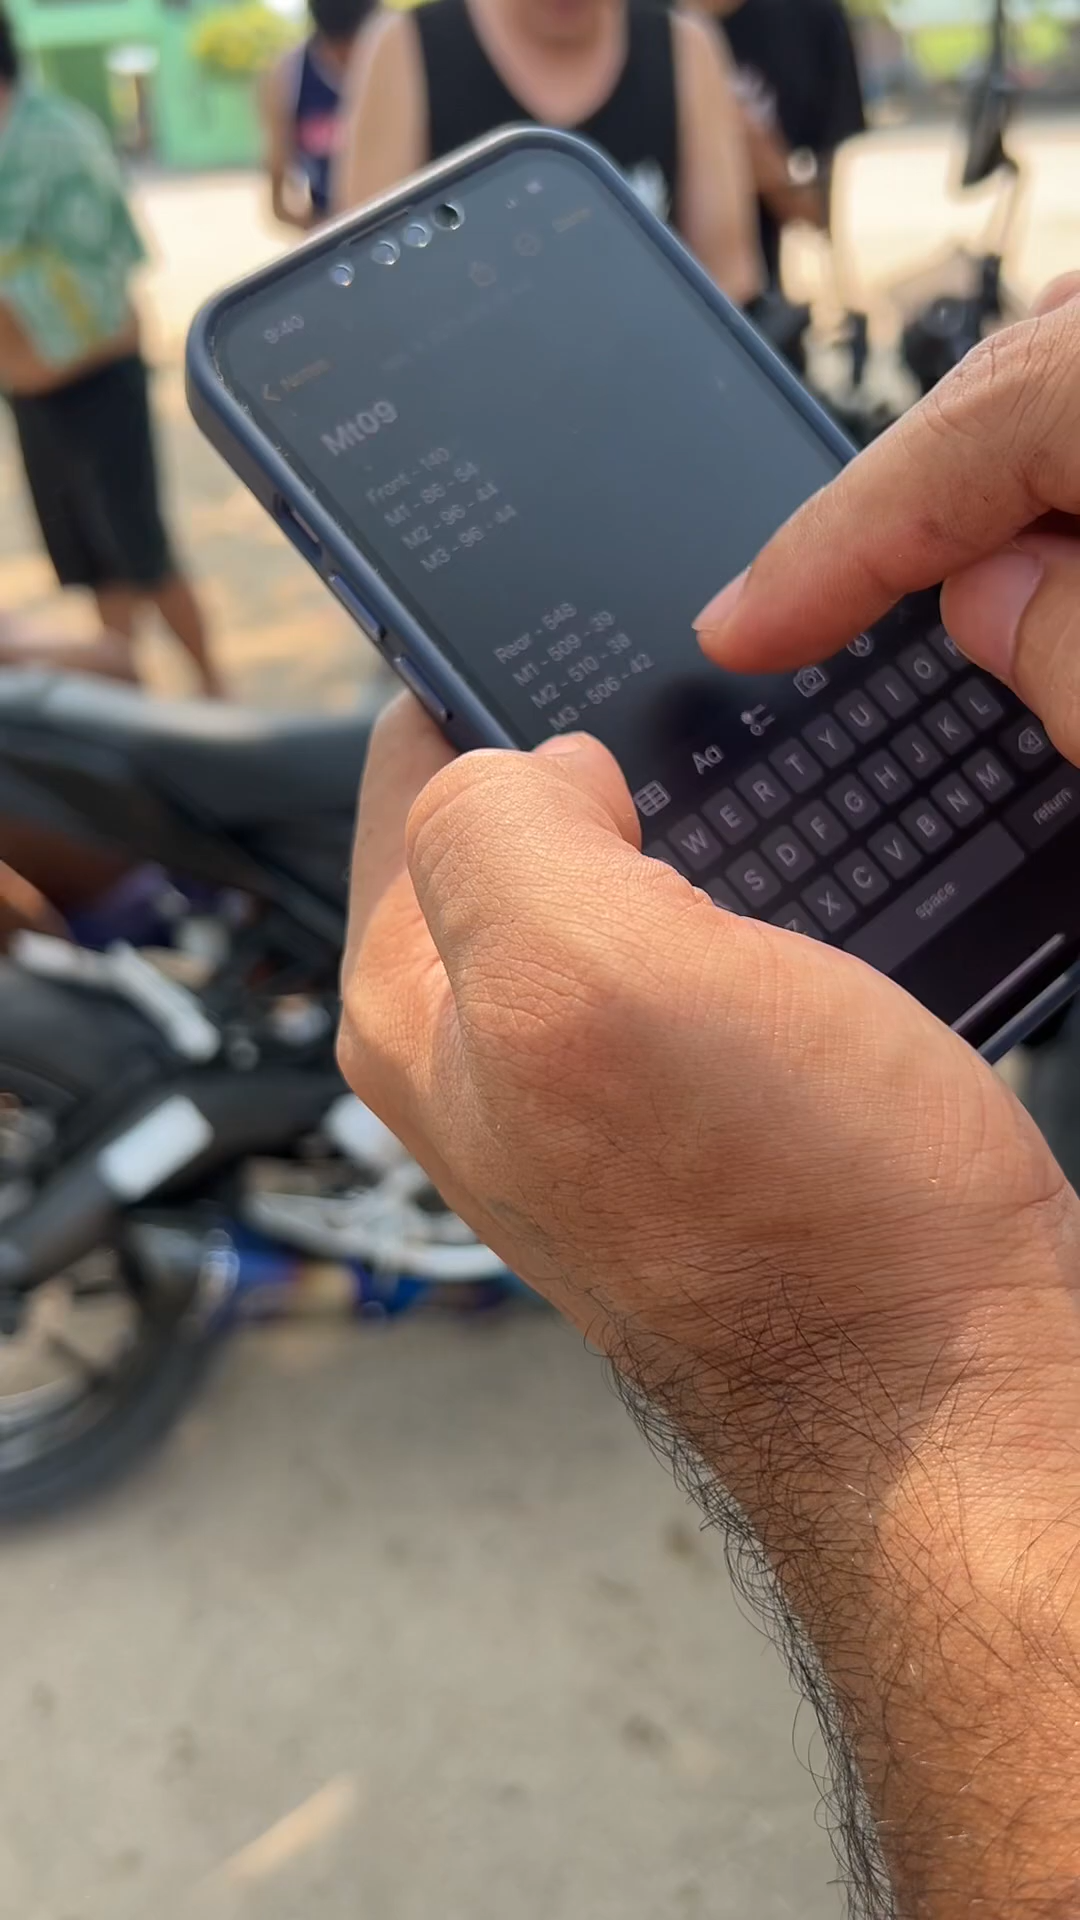 9:40
Notes
Mt09
Front - 140
M1 - 86 - 54
M2 - 96 - 44
M3 - 96 - 44
Rear - 548
M1 - 509 - 39
M2 - 510 - 38
M3 - 506 - 42
Aa
W E R T Y U I O P
S D F G H J K L
Z X C V B N M
space
return